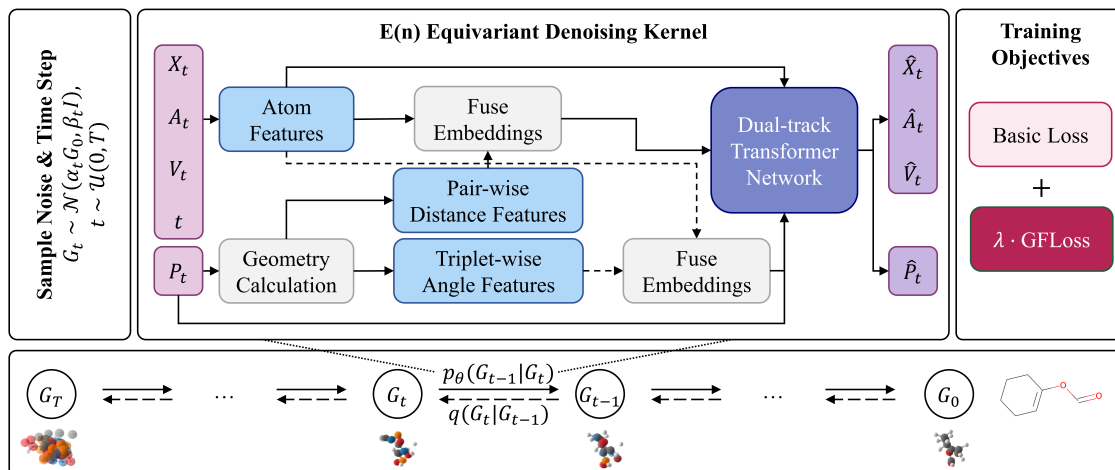 Sample Noise & Time Step
G_t ~ 𝒩(α_t G_0, β_t I),
t ~ 𝒰(0, T)
E(n) Equivariant Denoising Kernel
X_t
A_t
V_t
t
P_t
Atom
Features
Fuse
Embeddings
Pair-wise
Distance Features
Geometry
Calculation
Triplet-wise
Angle Features
Fuse
Embeddings
Dual-track
Transformer
Network
X̂_t
Â_t
V̂_t
P̂_t
Training
Objectives
Basic Loss
+
λ · GFLoss
G_T
...
G_t
p_θ(G_{t-1}|G_t)
q(G_t|G_{t-1})
G_{t-1}
...
G_0
O
O